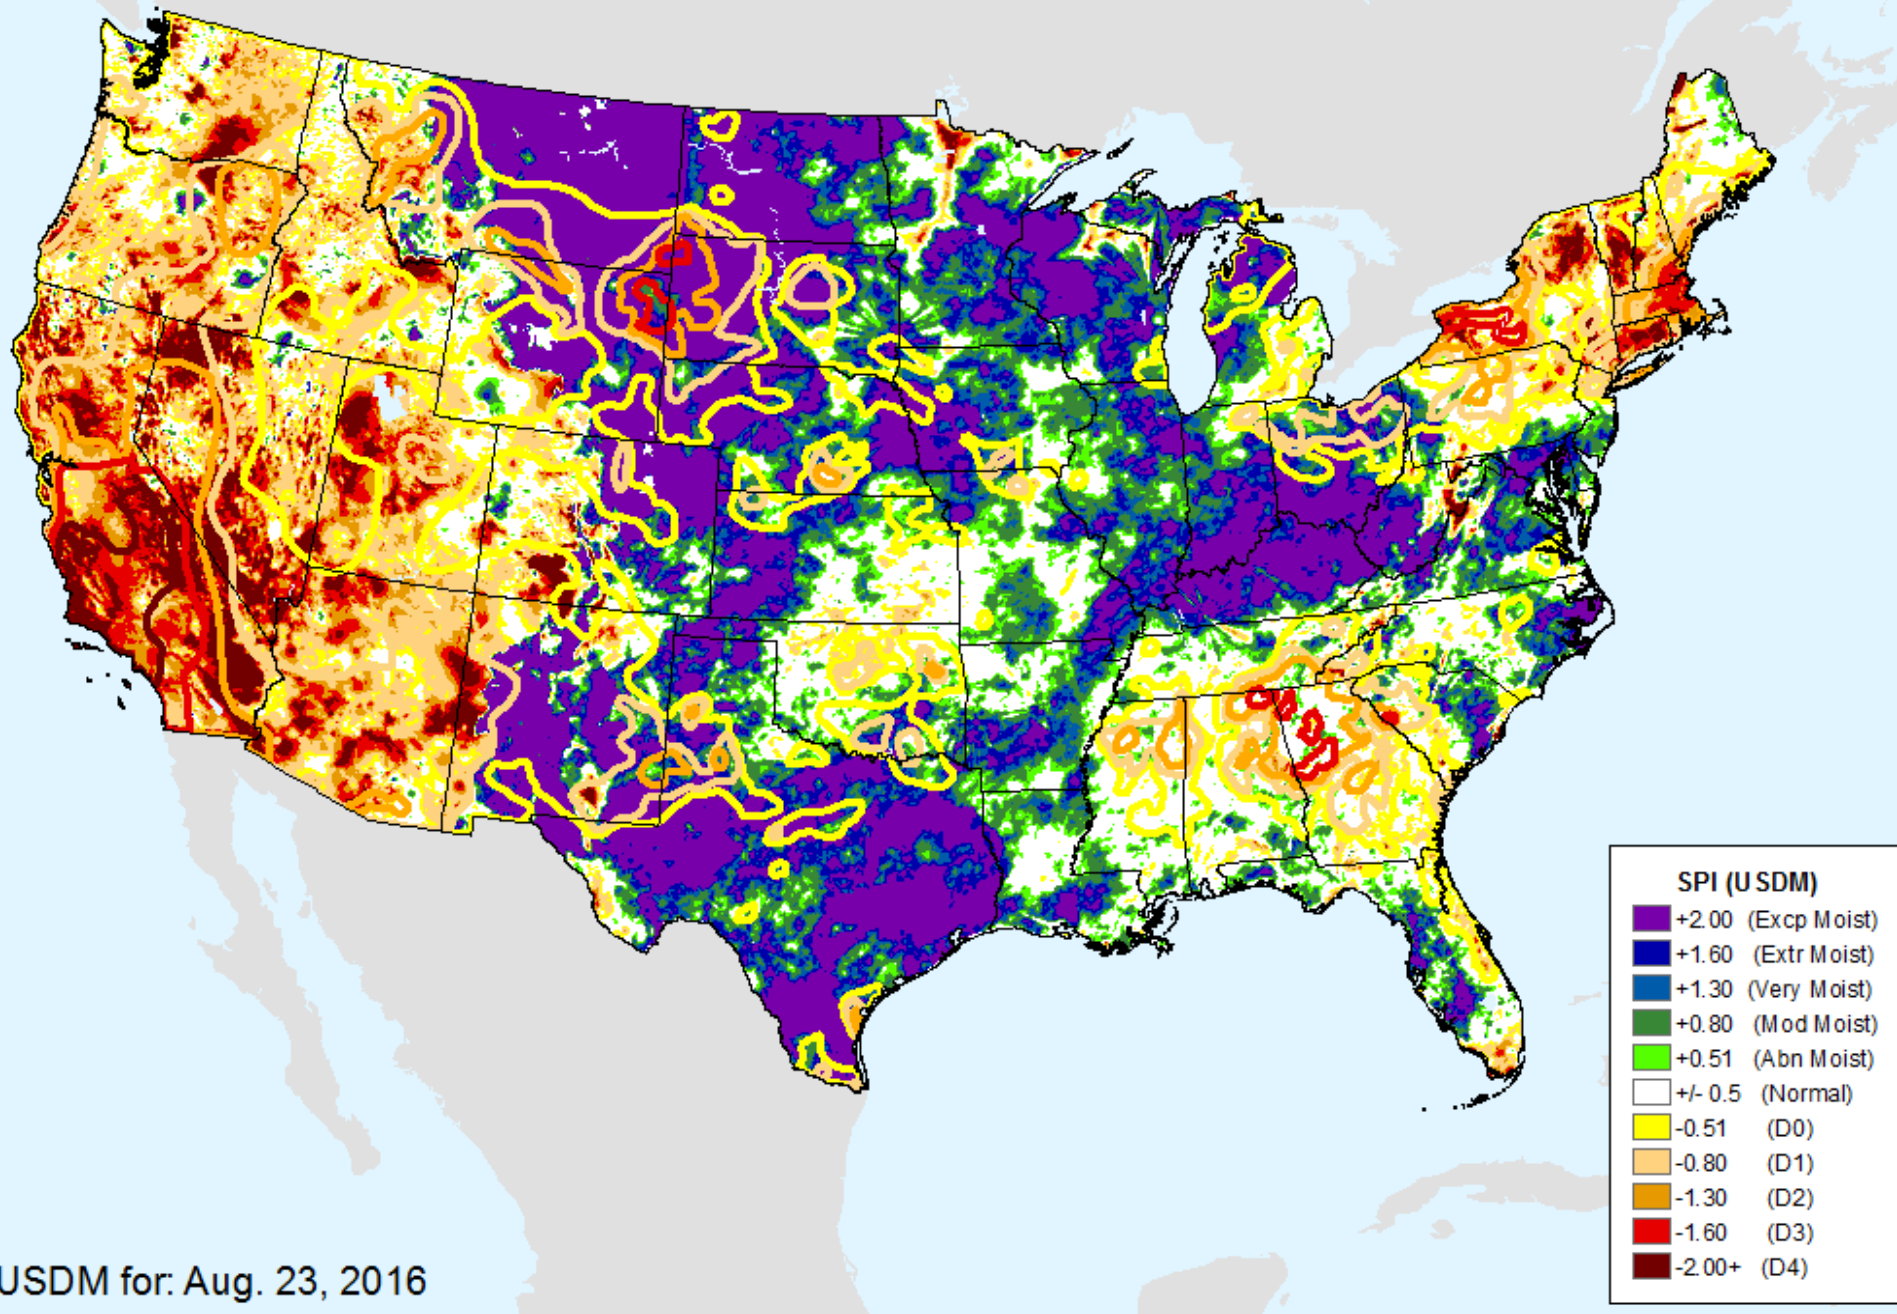 SPI (USDM)
+2.00 (Excp Moist)
+1.60 (Extr Moist)
+1.30 (Very Moist)
+0.80 (Mod Moist)
+0.51 (Abn Moist)
+/- 0.5 (Normal)
-0.51 (D0)
-0.80 (D1)
-1.30 (D2)
-1.60 (D3)
-2.00+ (D4)
USDM for: Aug. 23, 2016